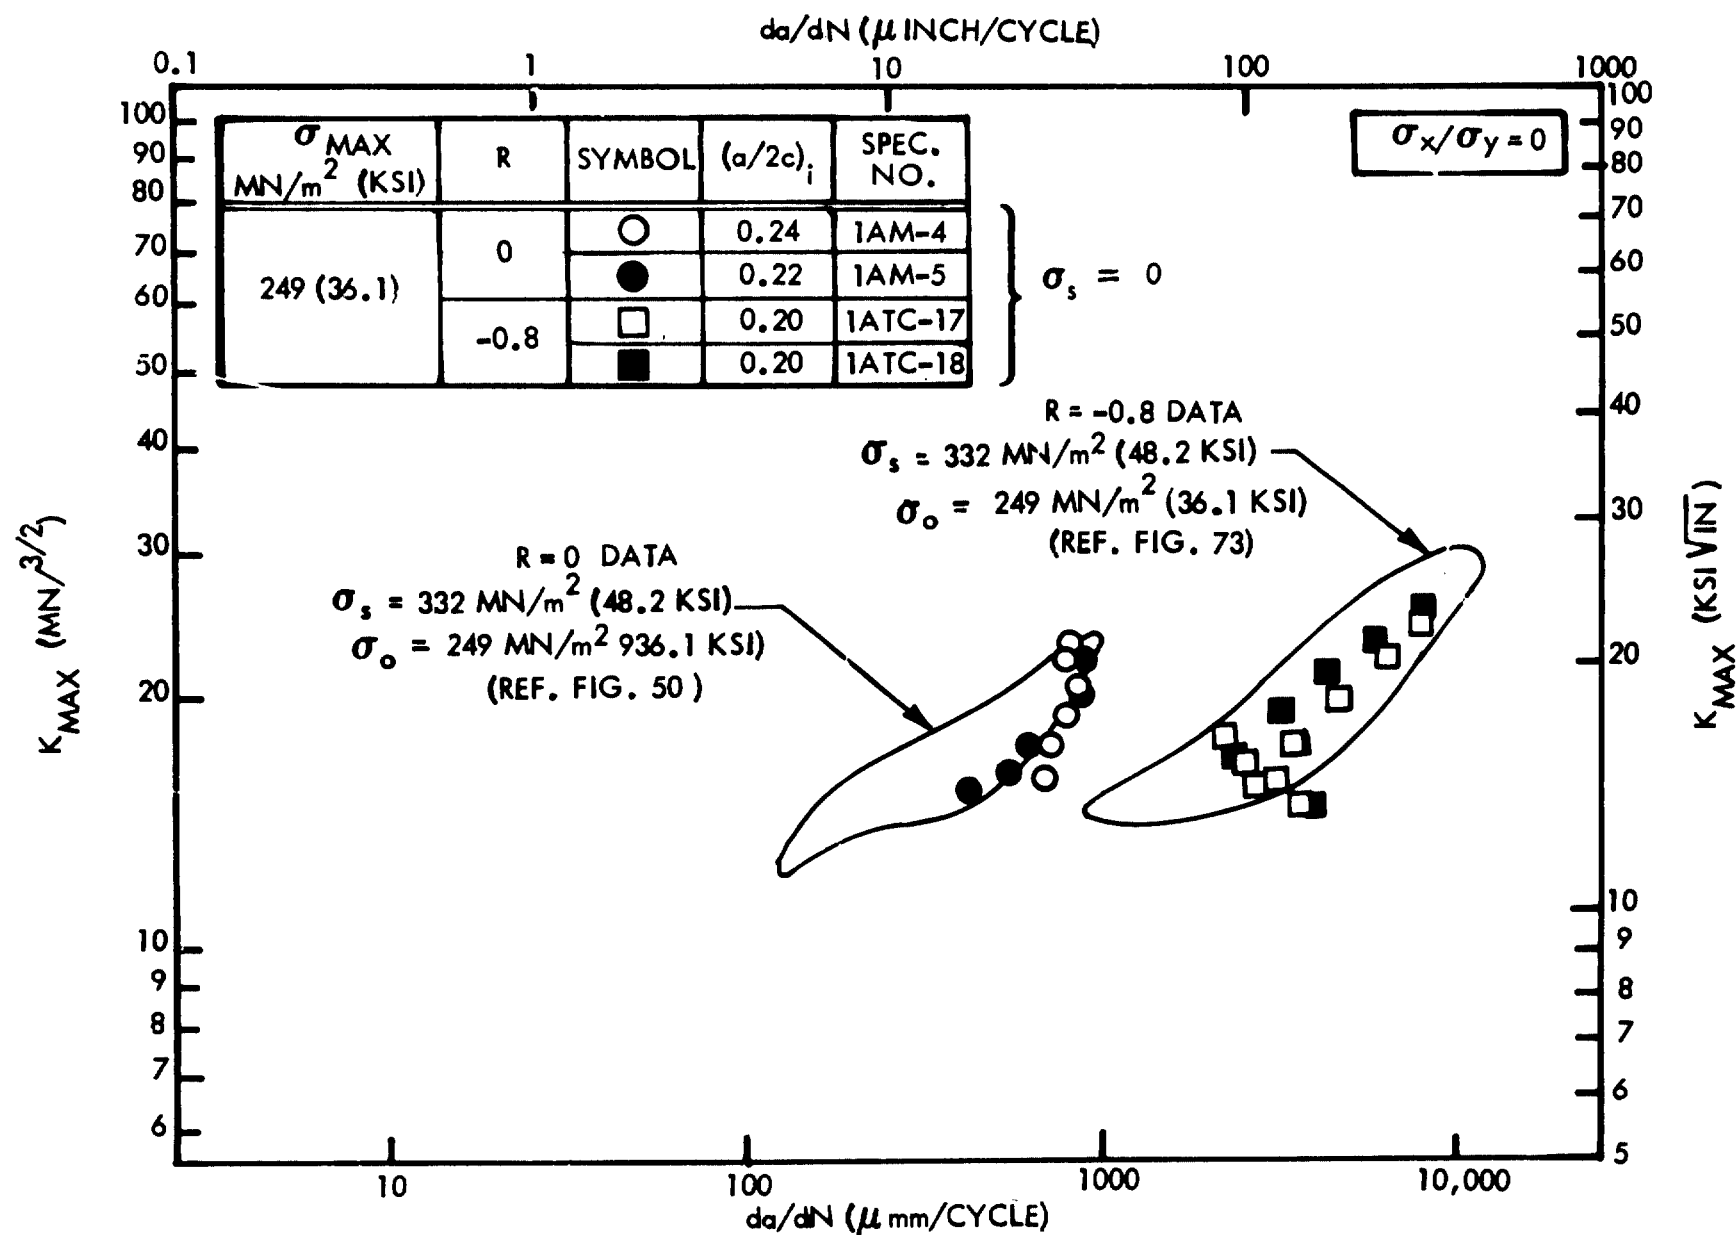 da/dN (μ INCH/CYCLE)
0.1 1 10 100 1000
100
90
80
70
60
50
40
30
20
10
9
8
7
6
K MAX (MN/^3/2)
σ MAX MN/m² (KSI) R SYMBOL (a/2c)i SPEC. NO.
249 (36.1)
0 0.24 1AM-4
0.22 1AM-5
-0.8 0.20 1ATC-17
0.20 1ATC-18
σs = 0
σx/σy = 0
R = -0.8 DATA
σs = 332 MN/m² (48.2 KSI)
σo = 249 MN/m² (36.1 KSI)
(REF. FIG. 73)
R = 0 DATA
σs = 332 MN/m² (48.2 KSI)
σo = 249 MN/m² 936.1 KSI)
(REF. FIG. 50 )
100
90
80
70
60
50
40
30
20
10
9
8
7
6
5
K MAX (KSI √IN )
10 100 1000 10,000
da/dN (μ mm/CYCLE)